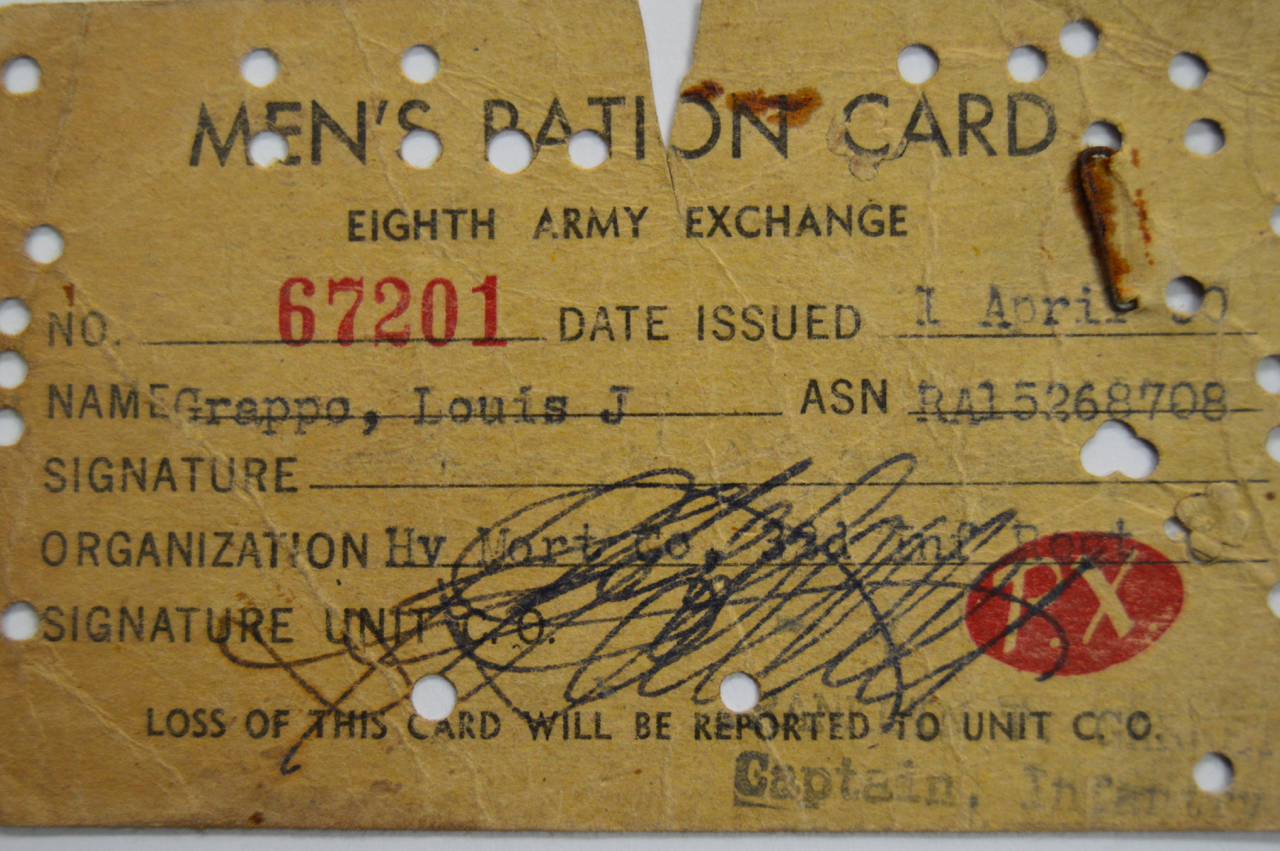 MEN'S RATION CARD
EIGHTH ARMY EXCHANGE
NO. 67201 DATE ISSUED 1 April
NAME Grappo, Louis J ASN RA15268708
SIGNATURE
ORGANIZATION Hv Mort Co, Inf
SIGNATURE UNIT C.O.
PX
LOSS OF THIS CARD WILL BE REPORTED TO UNIT C.O.
Captain, Infantry